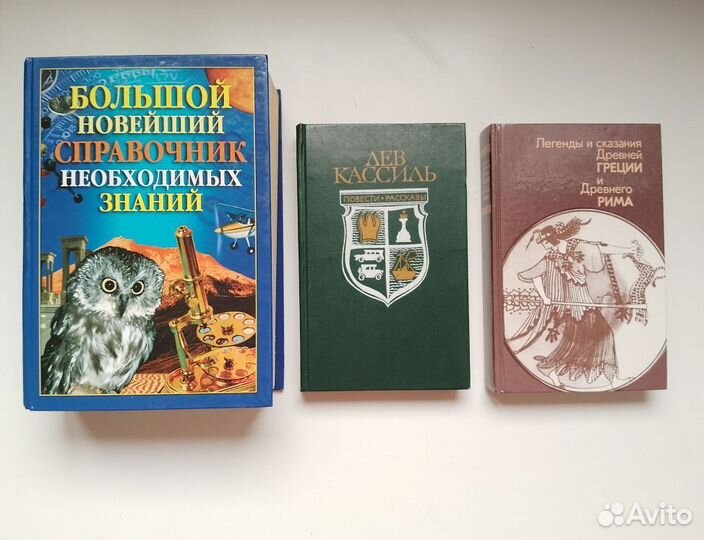 БОЛЬШОЙ
НОВЕЙШИЙ
СПРАВОЧНИК
НЕОБХОДИМЫХ
ЗНАНИЙ
ЛЕВ
КАССИЛЬ
ПОВЕСТИ • РАССКАЗЫ
Легенды и сказания
Древней
ГРЕЦИИ
и
Древнего
РИМА
Avito